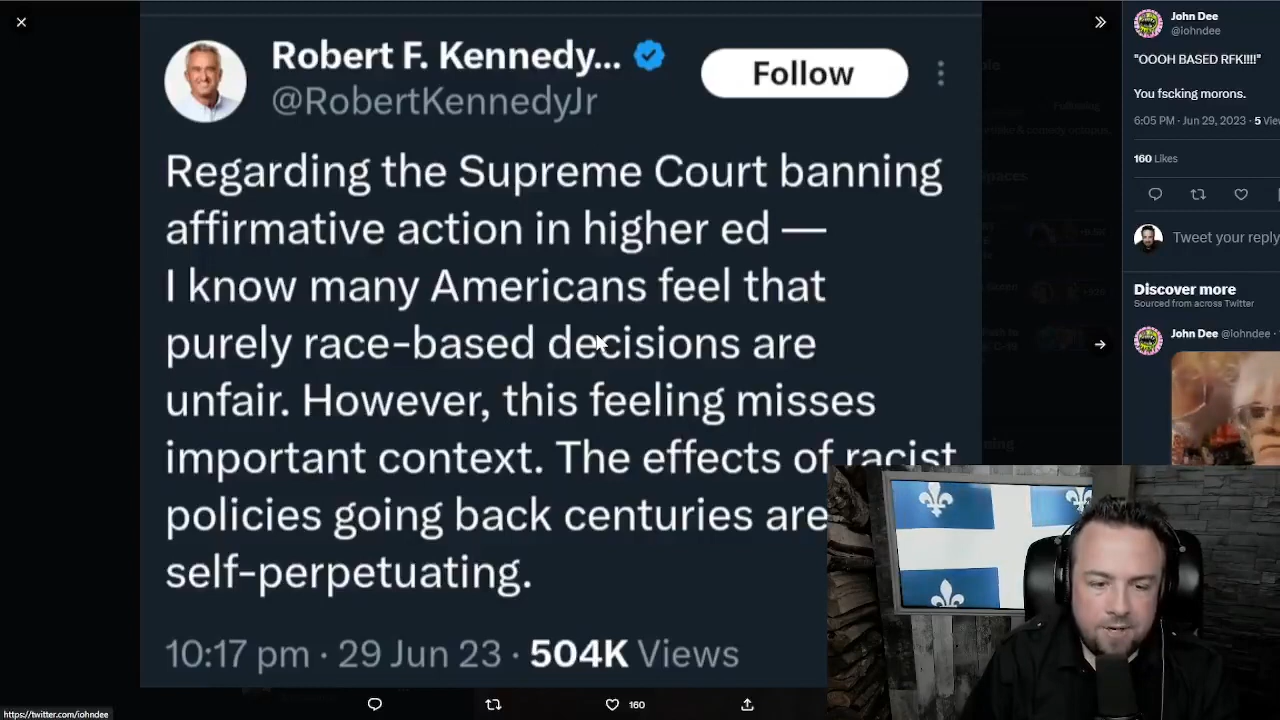 Robert F. Kennedy...
@RobertKennedyJr
Follow
Regarding the Supreme Court banning
affirmative action in higher ed —
I know many Americans feel that
purely race-based decisions are
unfair. However, this feeling misses
important context. The effects of racist
policies going back centuries are
self-perpetuating.
10:17 pm · 29 Jun 23 · 504K Views
160
https://twitter.com/iohndee
John Dee
@iohndee
"OOOH BASED RFK!!!!"
You fscking morons.
6:05 PM · Jun 29, 2023 · 5
160 Likes
Tweet your reply
Discover more
Sourced from across Twitter
John Dee @iohndee ·